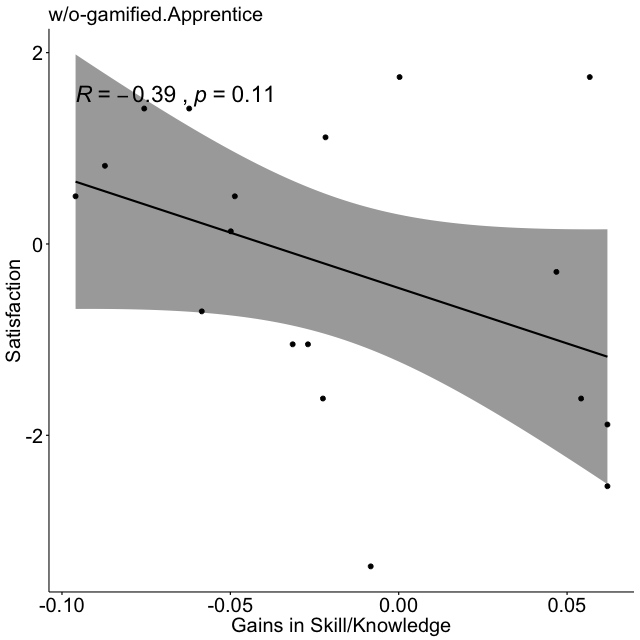 w/o-gamified.Apprentice
2
R = −0.39 , p = 0.11
0
-2
Satisfaction
-0.10 -0.05 0.00 0.05
Gains in Skill/Knowledge